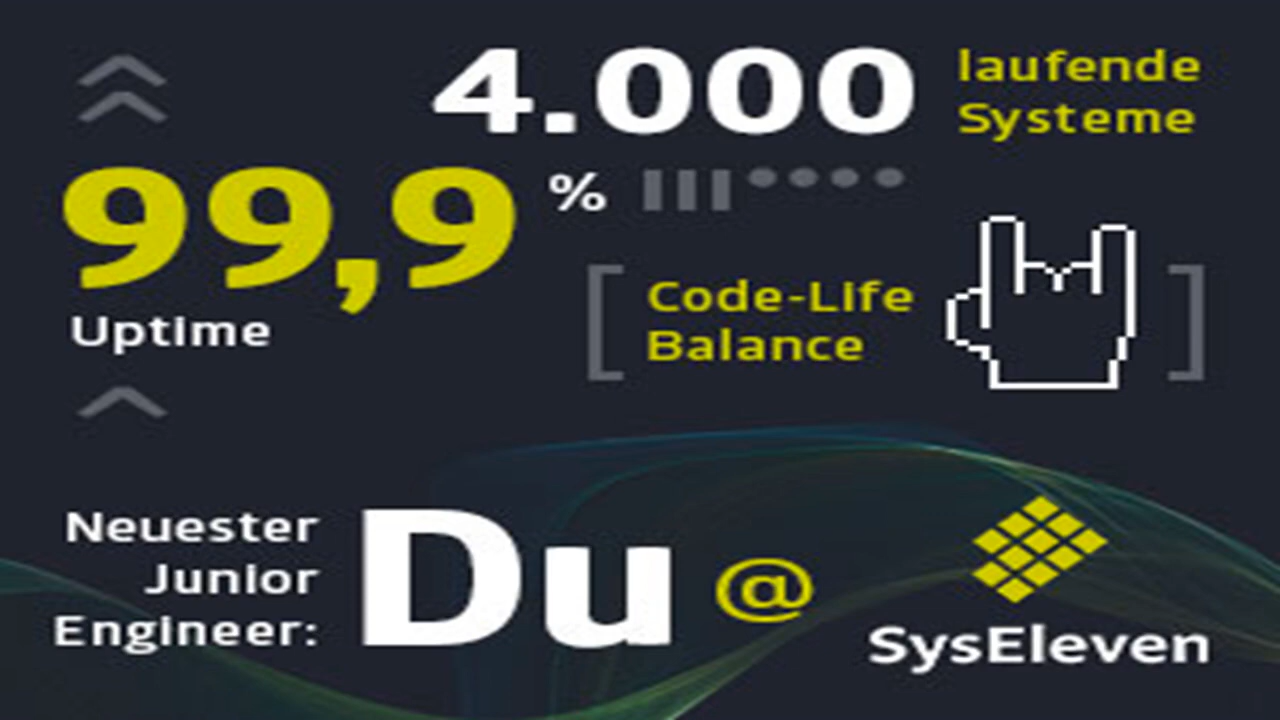 4.000 laufende
Systeme
99,9 %
Uptime
Code-Life
Balance
Neuester
Junior
Engineer:
Du @
SysEleven